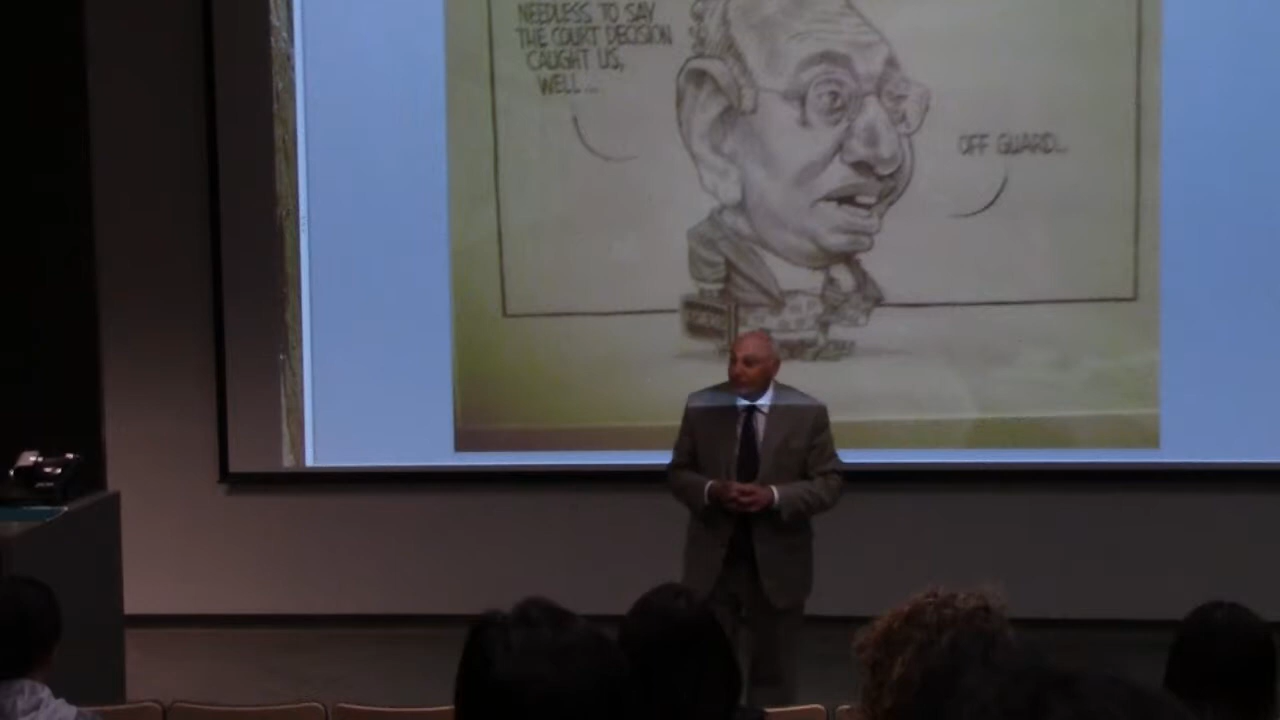 NEEDLESS TO SAY
THE COURT DECISION
CAUGHT US,
WELL...
OFF GUARD...